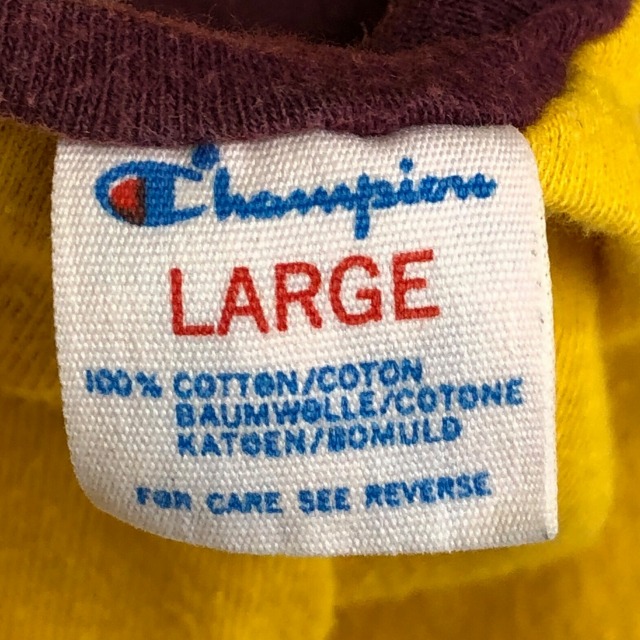 Champion
LARGE
100% COTTON/COTON
BAUMWOLLE/COTONE
KATOEN/BOMULD
FOR CARE SEE REVERSE